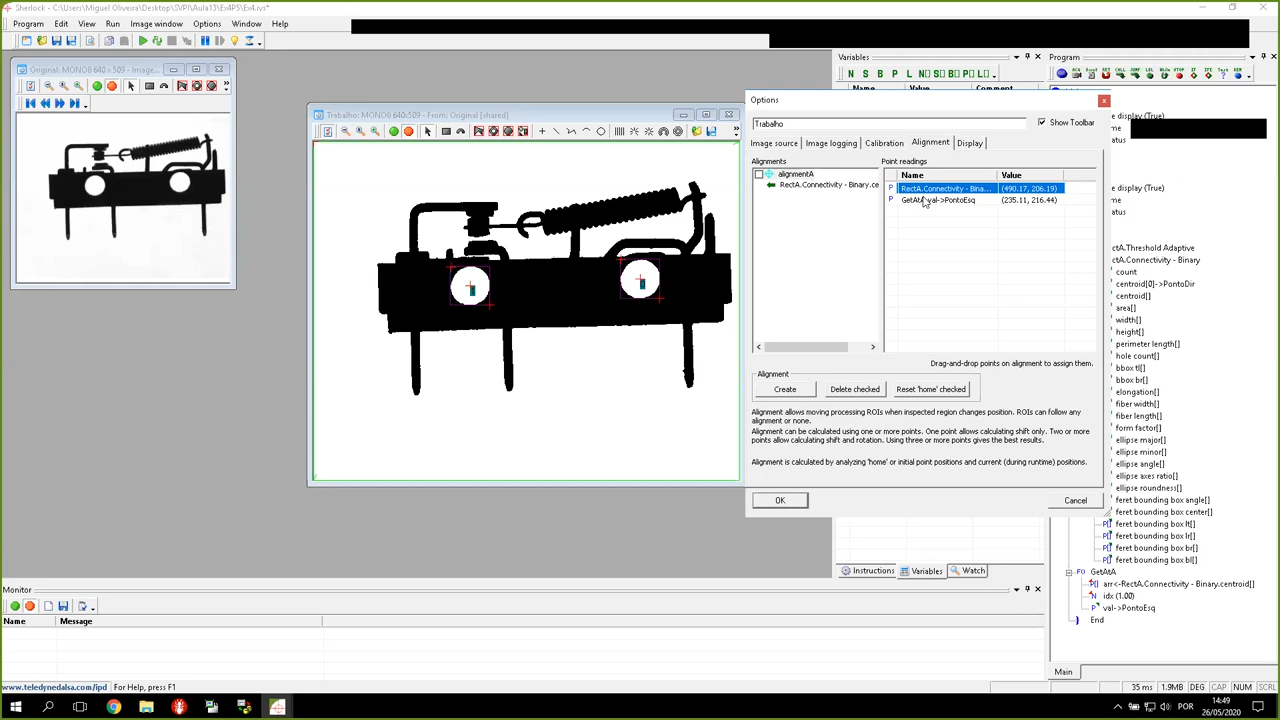 Sherlock - C:\Users\Miguel Oliveira\Desktop\SVPI\Aula13\Ex4P5\Ex4.ivs*
Program Edit View Run Image window Options Window ?
Original: MONO8 640 x 509 - Image...
Trabalho: MONO8 640x509
From: Original [shared]
Variables
N S B P L N[] S[] B[] P[] L[]
Name Value Comment
Program
e display (True)
status
e display (True)
status
ctA.Threshold Adaptive
ctA.Connectivity - Binary
count
centroid[0]->PontoDir
centroid[]
area[]
width[]
height[]
perimeter length[]
hole count[]
bbox tl[]
bbox br[]
elongation[]
fiber width[]
fiber length[]
form factor[]
ellipse major[]
ellipse minor[]
ellipse angle[]
ellipse axes ratio[]
ellipse roundness[]
feret bounding box angle[]
feret bounding box center[]
P[] feret bounding box lt[]
P[] feret bounding box lr[]
P[] feret bounding box br[]
P[] feret bounding box bl[]
GetAtA
P[] arr<-RectA.Connectivity - Binary.centroid[]
N idx (1.00)
P val->PontoEsq
End
Main
Options
Trabalho
Show Toolbar
Image source Image logging Calibration Alignment Display
Alignments
alignmentA
RectA.Connectivity - Binary.ce
Point readings
Name Value
P RectA.Connectivity - Bina... (490.17, 206.19)
P GetAtA.val->PontoEsq (235.11, 216.44)
Drag-and-drop points on alignment to assign them.
Alignment
Create Delete checked Reset 'home' checked
Alignment allows moving processing ROIs when inspected region changes position. ROIs can follow any
alignment or none.
Alignment can be calculated using one or more points. One point allows calculating shift only. Two or more
points allow calculating shift and rotation. Using three or more points gives the best results.
Alignment is calculated by analyzing 'home' or initial point positions and current (during runtime) positions.
OK Cancel
Instructions Variables Watch
Monitor
Name Message
www.teledynedalsa.com/ipd For Help, press F1
35 ms 1.9MB DEG CAP NUM SCRL
POR
14:49
26/05/2020